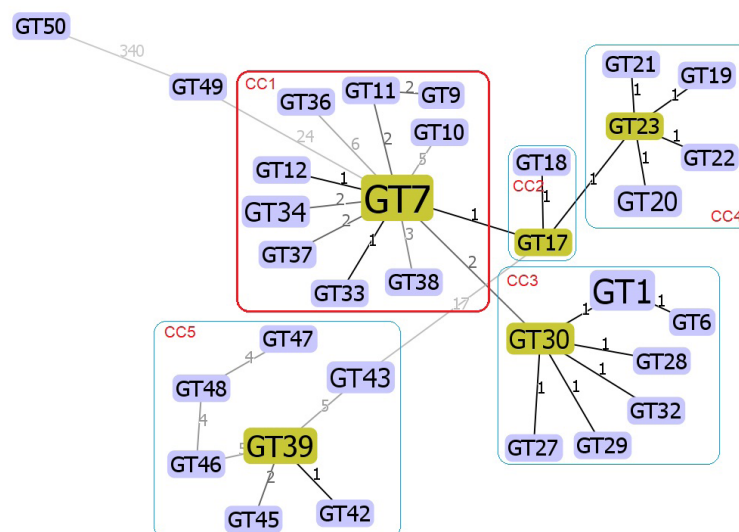 GT50
340
GT49
24
CC1
GT36
GT11
2
GT9
6
2
GT10
5
GT12
1
GT7
GT34
2
GT37
2
1
3
GT33
GT38
1
2
17
GT18
CC2
1
GT17
1
GT21
GT19
1
1
GT23
1
GT22
1
GT20
CC4
CC3
GT1
1
1
GT6
GT30
1
GT28
1
GT32
1
1
GT27
GT29
CC5
GT47
4
GT48
GT43
4
5
GT39
5
GT46
2
1
GT45
GT42